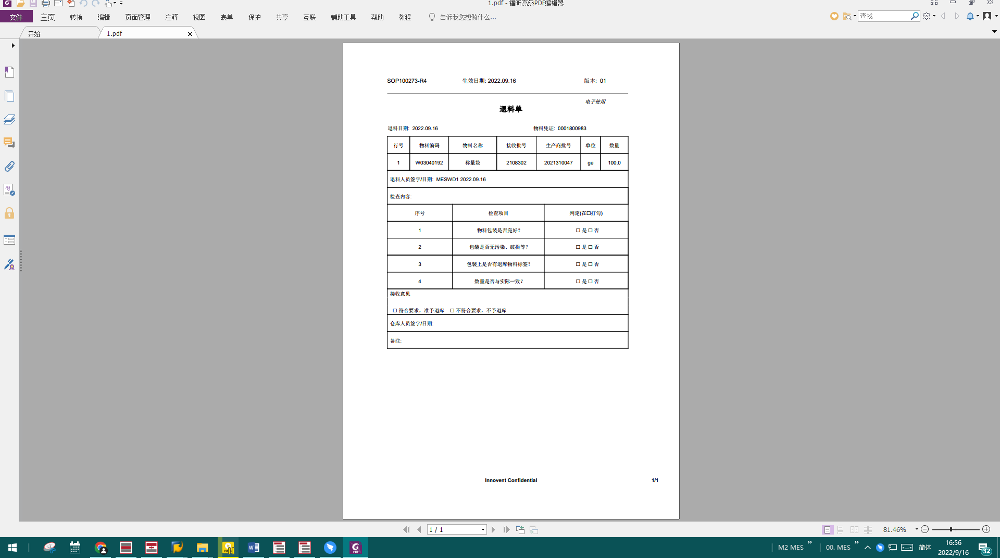 1.pdf - 福昕高级PDF编辑器
文件 主页 转换 编辑 页面管理 注释 视图 表单 保护 共享 互联 辅助工具 帮助 教程 告诉我您想做什么... 查找
开始 1.pdf
SOP100273-R4 生效日期: 2022.09.16 版本: 01
电子使用
退料单
退料日期: 2022.09.16 物料凭证: 0001800983
行号 物料编码 物料名称 接收批号 生产商批号 单位 数量
1 W03040192 称量袋 2108302 2021310047 ge 100.0
退料人员签字/日期: MESWD1 2022.09.16
检查内容:
序号 检查项目 判定(在口打勾)
1 物料包装是否完好? 口 是 口 否
2 包装是否无污染、破损等? 口 是 口 否
3 包装上是否有退库物料标签? 口 是 口 否
4 数量是否与实际一致? 口 是 口 否
接收意见
口 符合要求，准予退库 口 不符合要求，不予退库
仓库人员签字/日期:
备注:
Innovent Confidential 1/1
1 / 1 81.46%
M2 MES 00. MES 简体 16:56
2022/9/16 32